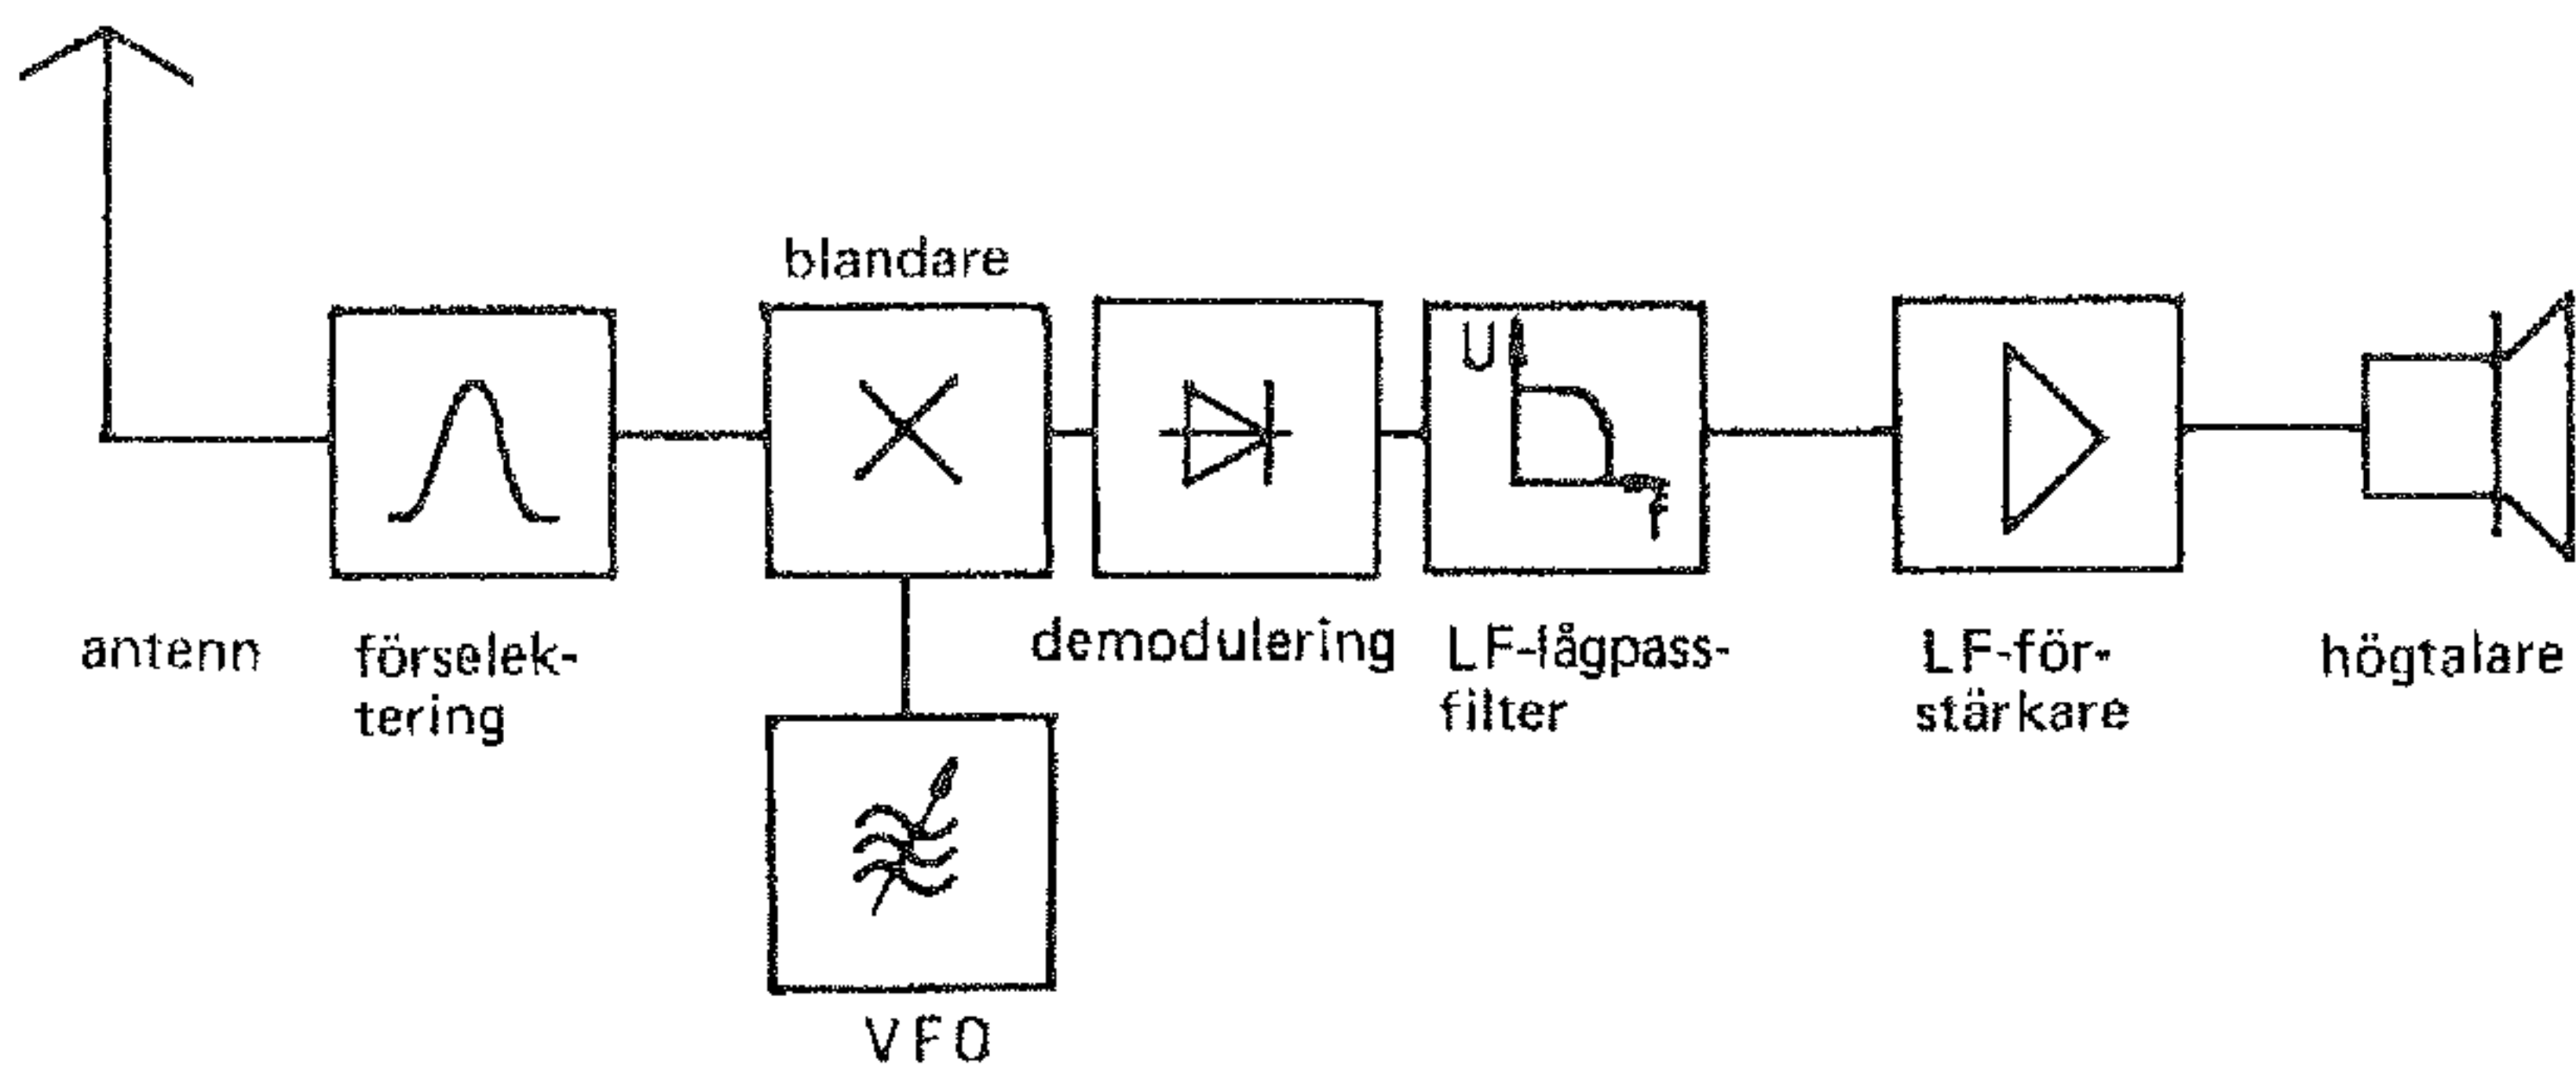 blandare
U
f
antenn
förselek-
tering
demodulering
LF-lågpass-
filter
LF-för-
stärkare
högtalare
VFO